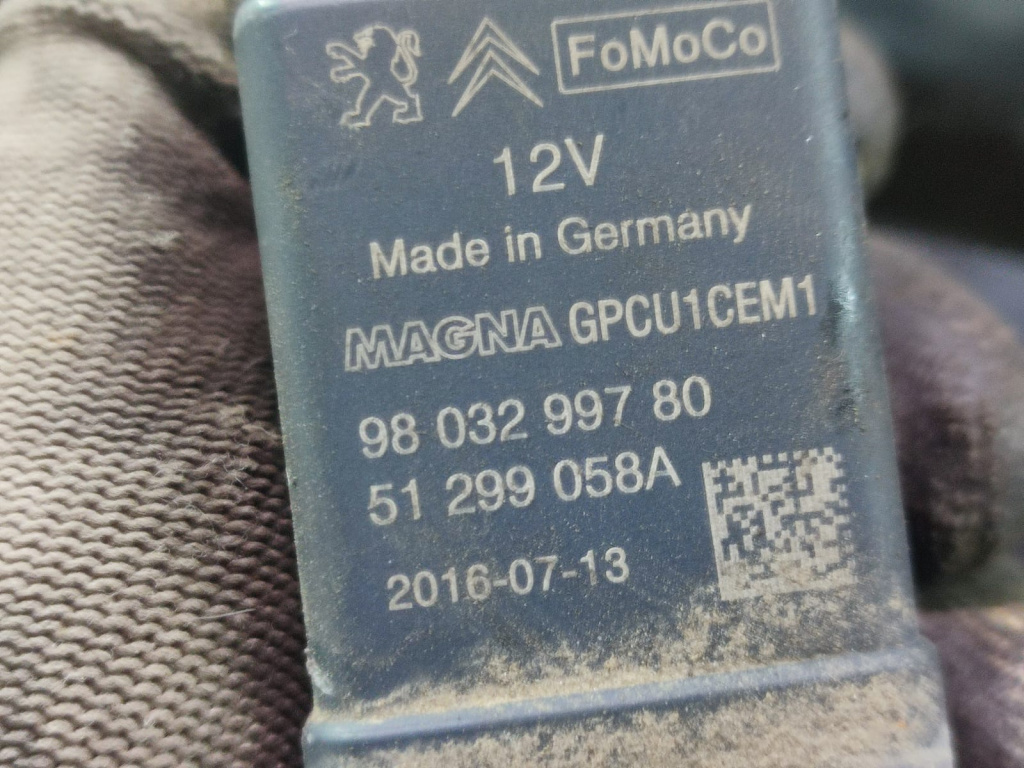 FoMoCo
12V
Made in Germany
MAGNA GPCU1CEM1
98 032 997 80
51 299 058A
2016-07-13